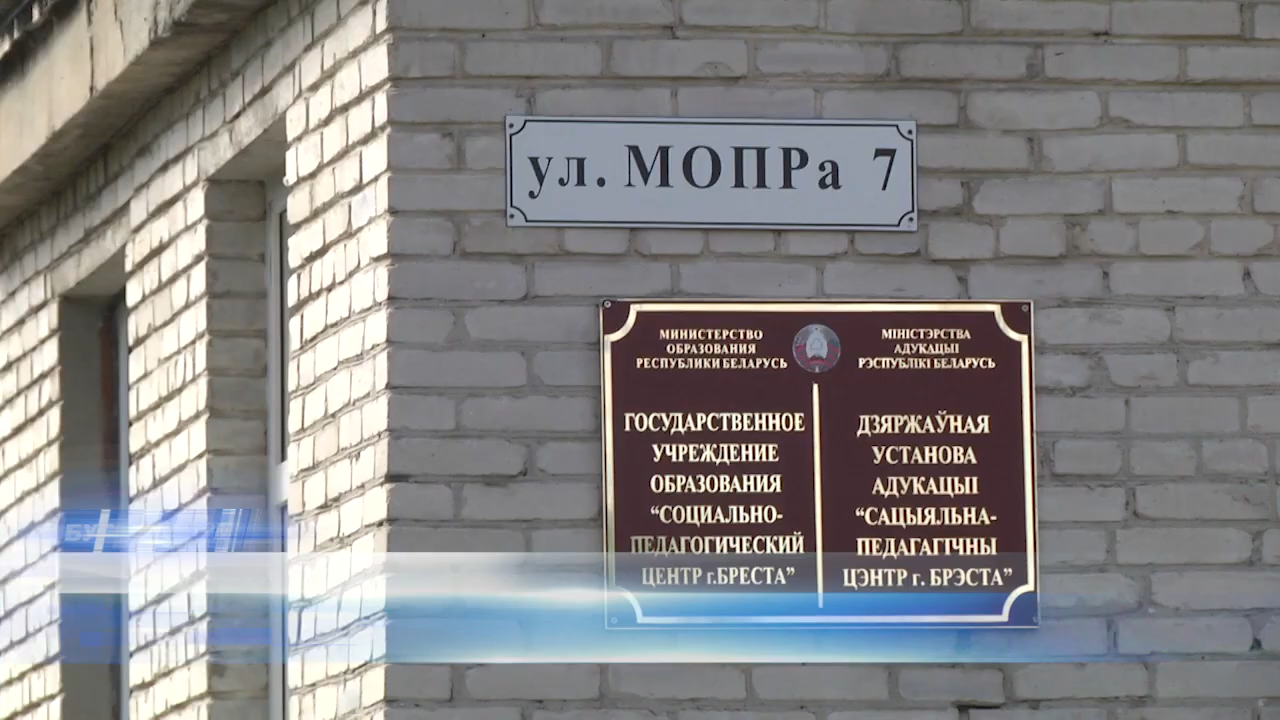 ул. МОПРа 7
МИНИСТЕРСТВО
ОБРАЗОВАНИЯ
РЕСПУБЛИКИ БЕЛАРУСЬ
МІНІСТЭРСТВА
АДУКАЦЫІ
РЭСПУБЛІКІ БЕЛАРУСЬ
ГОСУДАРСТВЕННОЕ
УЧРЕЖДЕНИЕ
ОБРАЗОВАНИЯ
“СОЦИАЛЬНО-
ПЕДАГОГИЧЕСКИЙ
ЦЕНТР г.БРЕСТА”
ДЗЯРЖАЎНАЯ
УСТАНОВА
АДУКАЦЫІ
“САЦЫЯЛЬНА-
ПЕДАГАГІЧНЫ
ЦЭНТР г. БРЭСТА”